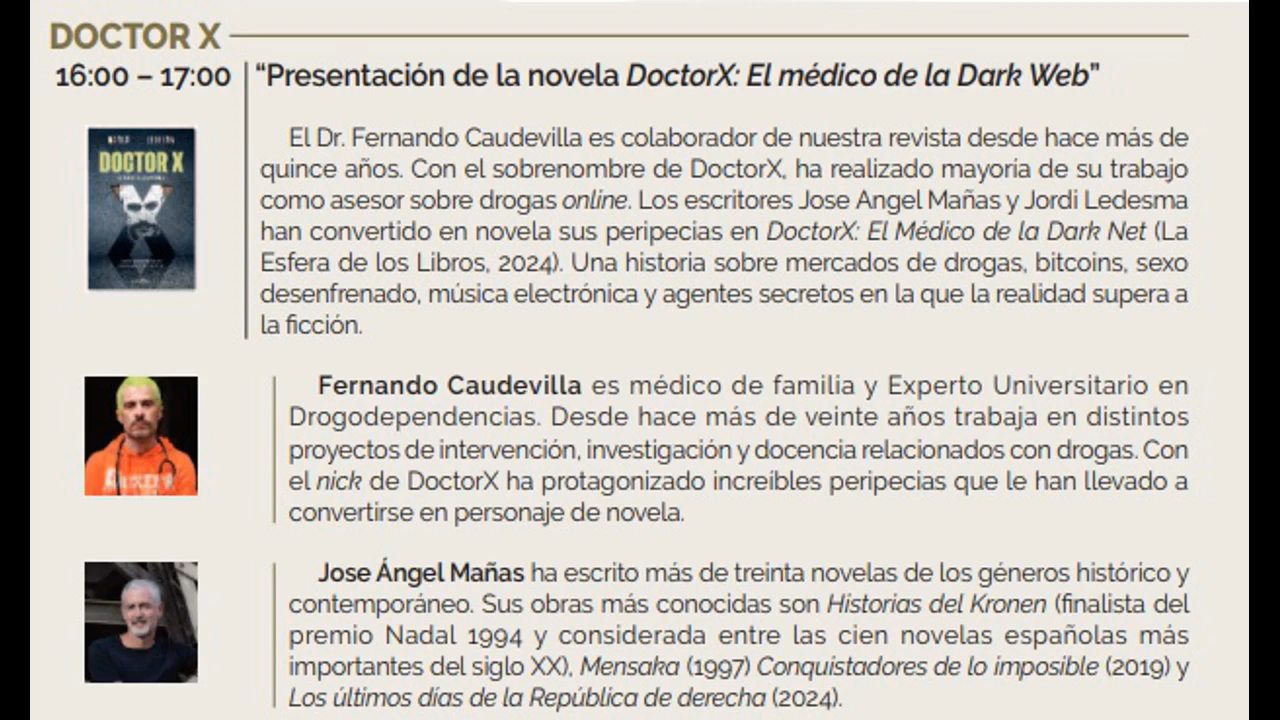 DOCTOR X
16:00 – 17:00
“Presentación de la novela DoctorX: El médico de la Dark Web”
DOCTOR X
El Dr. Fernando Caudevilla es colaborador de nuestra revista desde hace más de
quince años. Con el sobrenombre de DoctorX, ha realizado mayoría de su trabajo
como asesor sobre drogas online. Los escritores Jose Angel Mañas y Jordi Ledesma
han convertido en novela sus peripecias en DoctorX: El Médico de la Dark Net (La
Esfera de los Libros, 2024). Una historia sobre mercados de drogas, bitcoins, sexo
desenfrenado, música electrónica y agentes secretos en la que la realidad supera a
la ficción.
Fernando Caudevilla es médico de familia y Experto Universitario en
Drogodependencias. Desde hace más de veinte años trabaja en distintos
proyectos de intervención, investigación y docencia relacionados con drogas. Con
el nick de DoctorX ha protagonizado increíbles peripecias que le han llevado a
convertirse en personaje de novela.
Jose Ángel Mañas ha escrito más de treinta novelas de los géneros histórico y
contemporáneo. Sus obras más conocidas son Historias del Kronen (finalista del
premio Nadal 1994 y considerada entre las cien novelas españolas más
importantes del siglo XX), Mensaka (1997) Conquistadores de lo imposible (2019) y
Los últimos días de la República de derecha (2024).